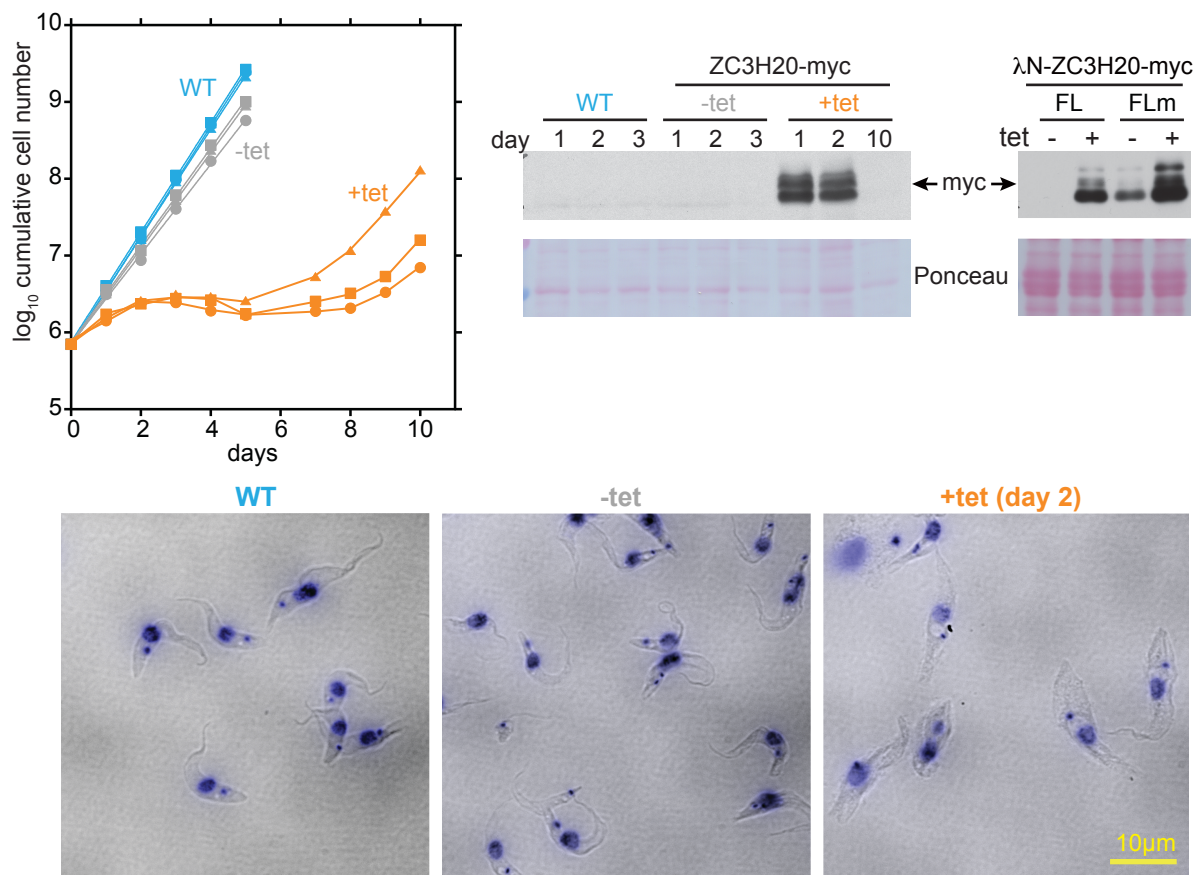 10
9
8
7
6
5
log10 cumulative cell number
WT
-tet
+tet
0 2 4 6 8 10
days
ZC3H20-myc
WT -tet +tet
day 1 2 3 1 2 3 1 2 10
myc
Ponceau
λN-ZC3H20-myc
FL FLm
tet - + - +
WT
-tet
+tet (day 2)
10µm